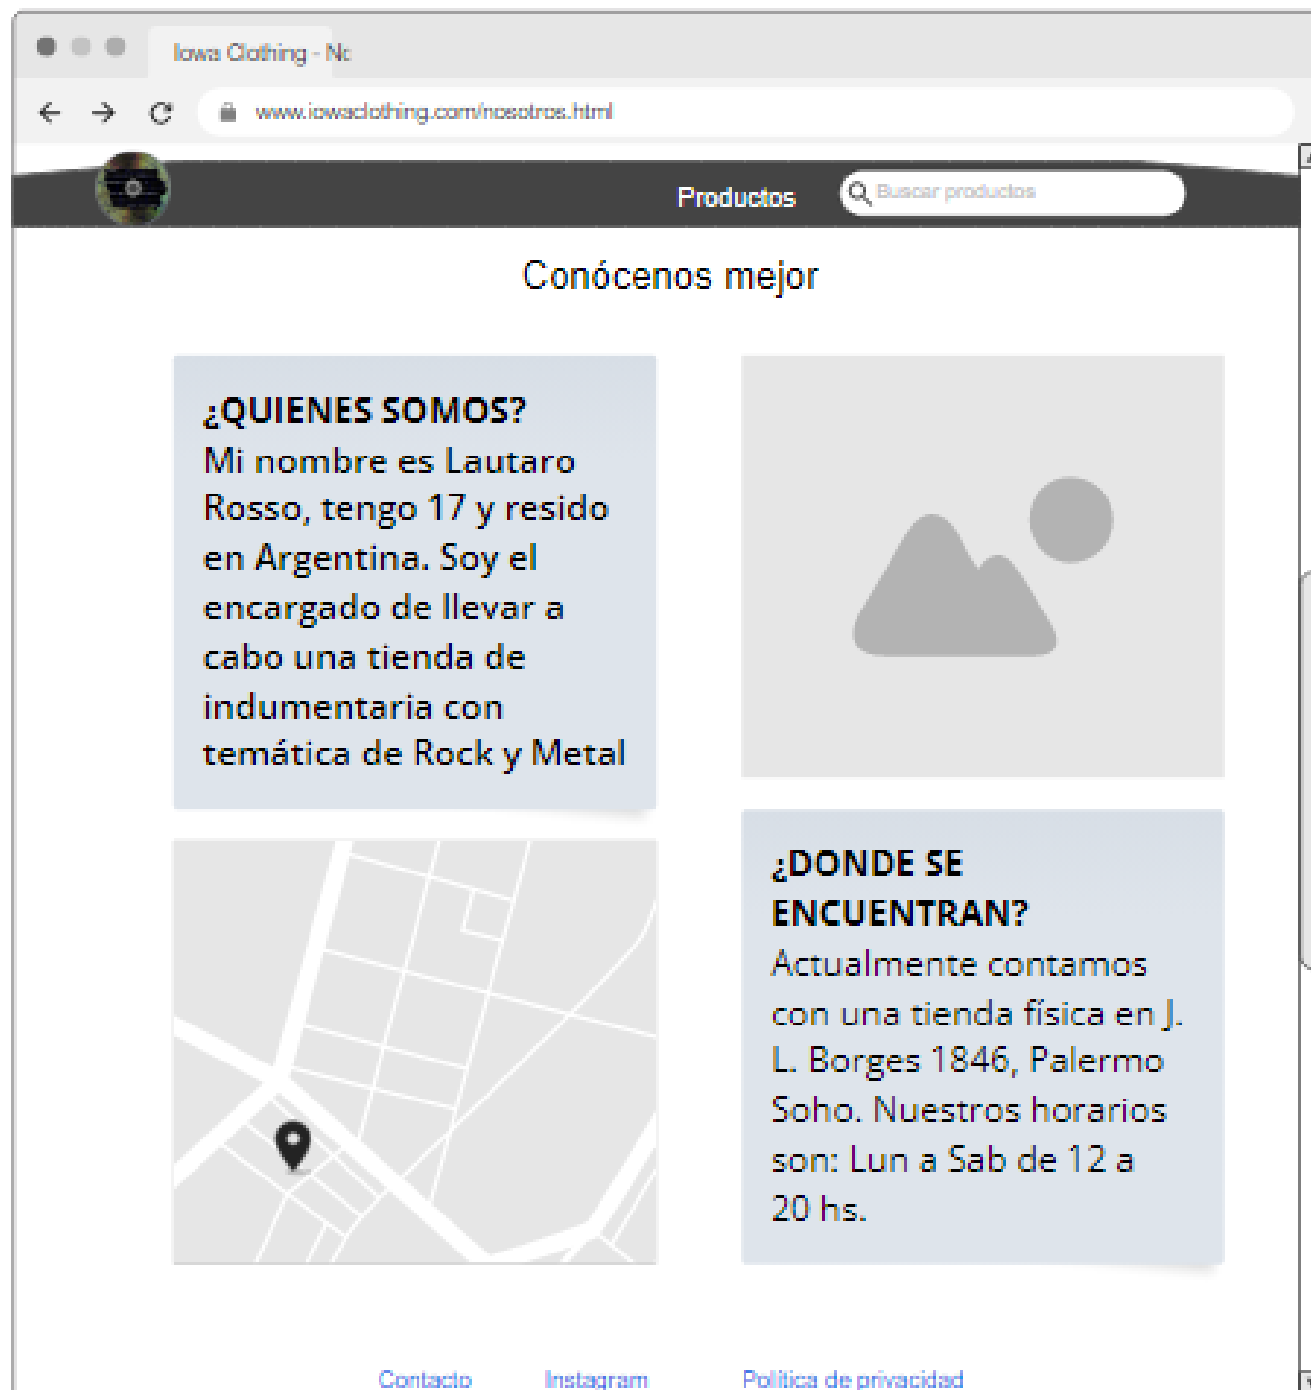 Iowa Clothing - No
www.iowaclothing.com/nosotros.html
Productos
Buscar productos
Conócenos mejor
¿QUIENES SOMOS?
Mi nombre es Lautaro
Rosso, tengo 17 y resido
en Argentina. Soy el
encargado de llevar a
cabo una tienda de
indumentaria con
temática de Rock y Metal
¿DONDE SE
ENCUENTRAN?
Actualmente contamos
con una tienda física en J.
L. Borges 1846, Palermo
Soho. Nuestros horarios
son: Lun a Sab de 12 a
20 hs.
Contacto
Instagram
Política de privacidad